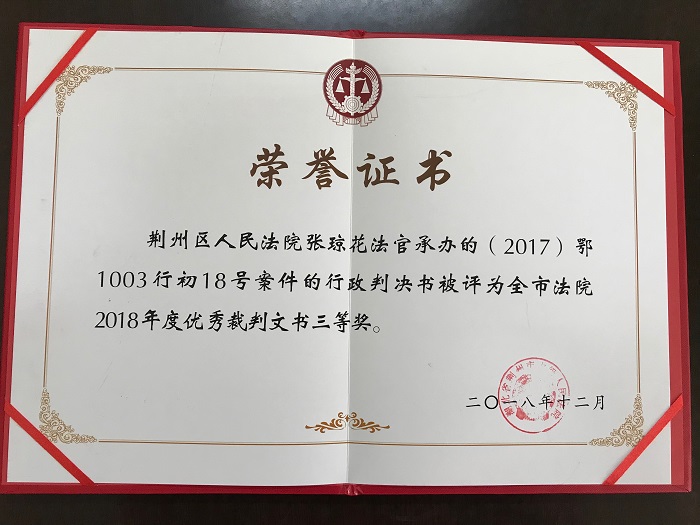 荣誉证书
荆州区人民法院张琼花法官承办的（2017）鄂
1003行初18号案件的行政判决书被评为全市法院
2018年度优秀裁判文书三等奖。
二〇一八年十二月